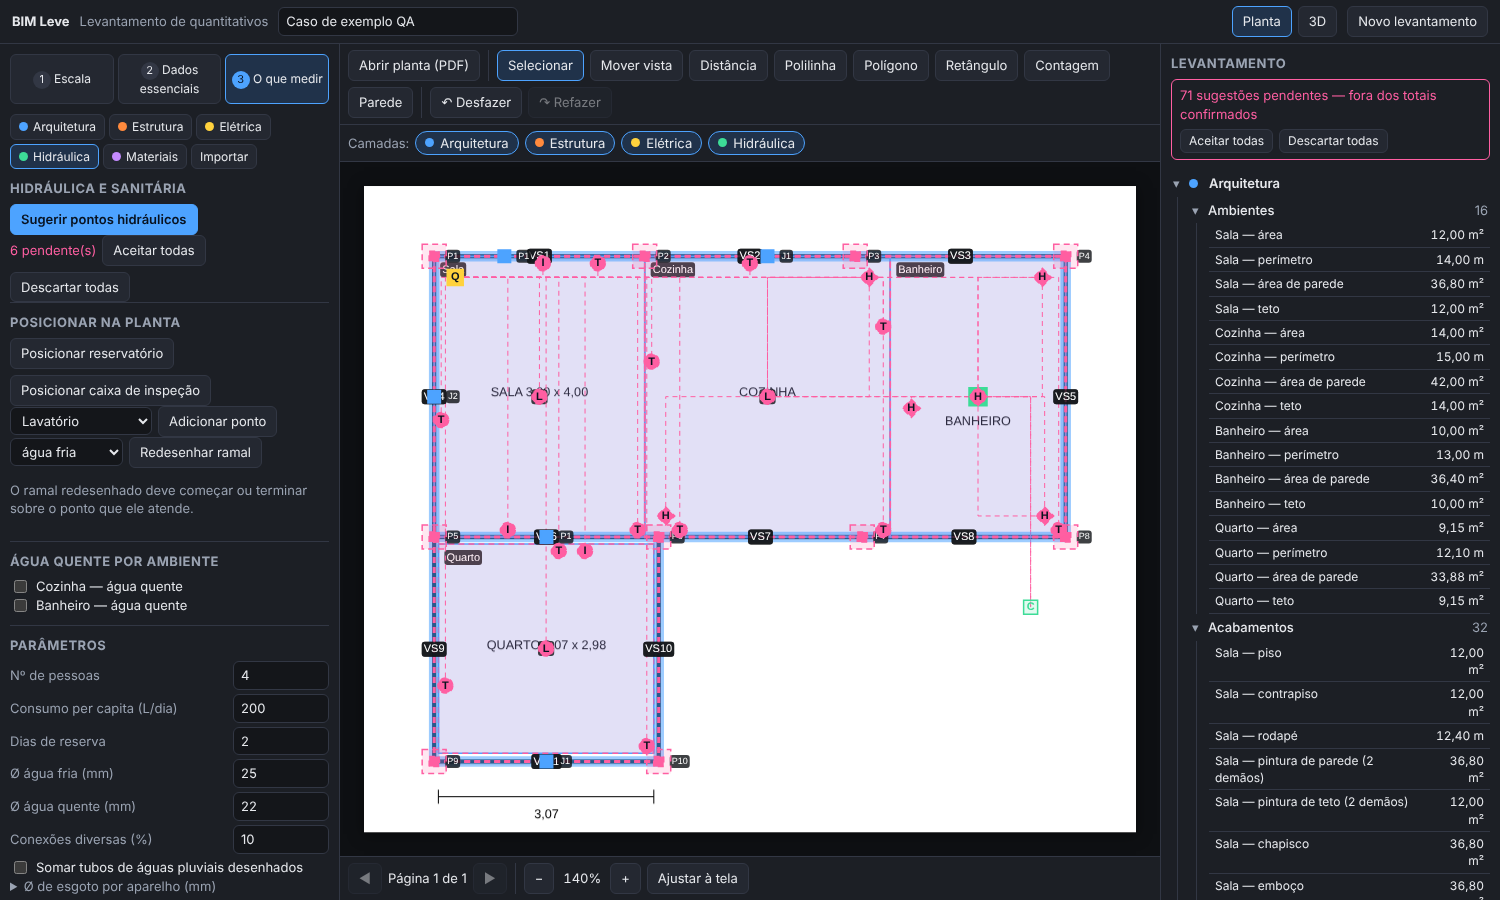 BIM Leve Levantamento de quantitativos Caso de exemplo QA Planta 3D Novo levantamento
1 Escala
2 Dados essenciais
3 O que medir
Arquitetura Estrutura Elétrica
Hidráulica Materiais Importar
HIDRÁULICA E SANITÁRIA
Sugerir pontos hidráulicos
6 pendente(s) Aceitar todas
Descartar todas
POSICIONAR NA PLANTA
Posicionar reservatório
Posicionar caixa de inspeção
Lavatório Adicionar ponto
água fria Redesenhar ramal
O ramal redesenhado deve começar ou terminar
sobre o ponto que ele atende.
ÁGUA QUENTE POR AMBIENTE
Cozinha — água quente
Banheiro — água quente
PARÂMETROS
Nº de pessoas 4
Consumo per capita (L/dia) 200
Dias de reserva 2
Ø água fria (mm) 25
Ø água quente (mm) 22
Conexões diversas (%) 10
Somar tubos de águas pluviais desenhados
Ø de esgoto por aparelho (mm)
Abrir planta (PDF) Selecionar Mover vista Distância Polilinha Polígono Retângulo Contagem
Parede ↶ Desfazer ↷ Refazer
Camadas: Arquitetura Estrutura Elétrica Hidráulica
P1 P1 I T P2 T J1 P3 VS3 P4
Q Cozinha H Banheiro H
T
T
J2 L COZINHA L H VS5
H
BANHEIRO
T
H H
P5 I P1 T T VS7 T VS8 T P8
Quarto T I
VS9 L VS10
T
T
P9 J1 P10
3,07
Página 1 de 1 − 140% + Ajustar à tela
LEVANTAMENTO
71 sugestões pendentes — fora dos totais
confirmados
Aceitar todas Descartar todas
Arquitetura
Ambientes 16
Sala — área 12,00 m²
Sala — perímetro 14,00 m
Sala — área de parede 36,80 m²
Sala — teto 12,00 m²
Cozinha — área 14,00 m²
Cozinha — perímetro 15,00 m
Cozinha — área de parede 42,00 m²
Cozinha — teto 14,00 m²
Banheiro — área 10,00 m²
Banheiro — perímetro 13,00 m
Banheiro — área de parede 36,40 m²
Banheiro — teto 10,00 m²
Quarto — área 9,15 m²
Quarto — perímetro 12,10 m
Quarto — área de parede 33,88 m²
Quarto — teto 9,15 m²
Acabamentos 32
Sala — piso 12,00
m²
Sala — contrapiso 12,00
m²
Sala — rodapé 12,40 m
Sala — pintura de parede (2 36,80
demãos) m²
Sala — pintura de teto (2 demãos) 12,00
m²
Sala — chapisco 36,80
m²
Sala — emboço 36,80